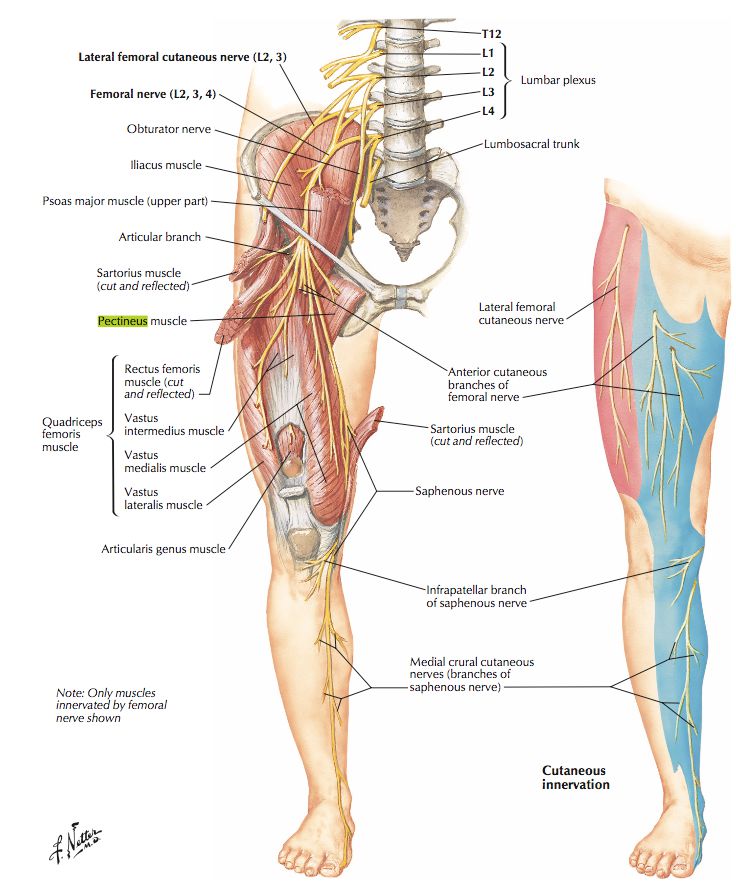 T12
Lateral femoral cutaneous nerve (L2, 3)
L1
L2
Lumbar plexus
Femoral nerve (L2, 3, 4)
L3
L4
Obturator nerve
Lumbosacral trunk
Iliacus muscle
Psoas major muscle (upper part)
Articular branch
Sartorius muscle
(cut and reflected)
Pectineus muscle
Lateral femoral
cutaneous nerve
Rectus femoris
muscle (cut
and reflected)
Anterior cutaneous
branches of
femoral nerve
Quadriceps
femoris
muscle
Vastus
intermedius muscle
Sartorius muscle
(cut and reflected)
Vastus
medialis muscle
Vastus
lateralis muscle
Saphenous nerve
Articularis genus muscle
Infrapatellar branch
of saphenous nerve
Medial crural cutaneous
nerves (branches of
saphenous nerve)
Note: Only muscles
innervated by femoral
nerve shown
Cutaneous
innervation
F. Netter
M.D.